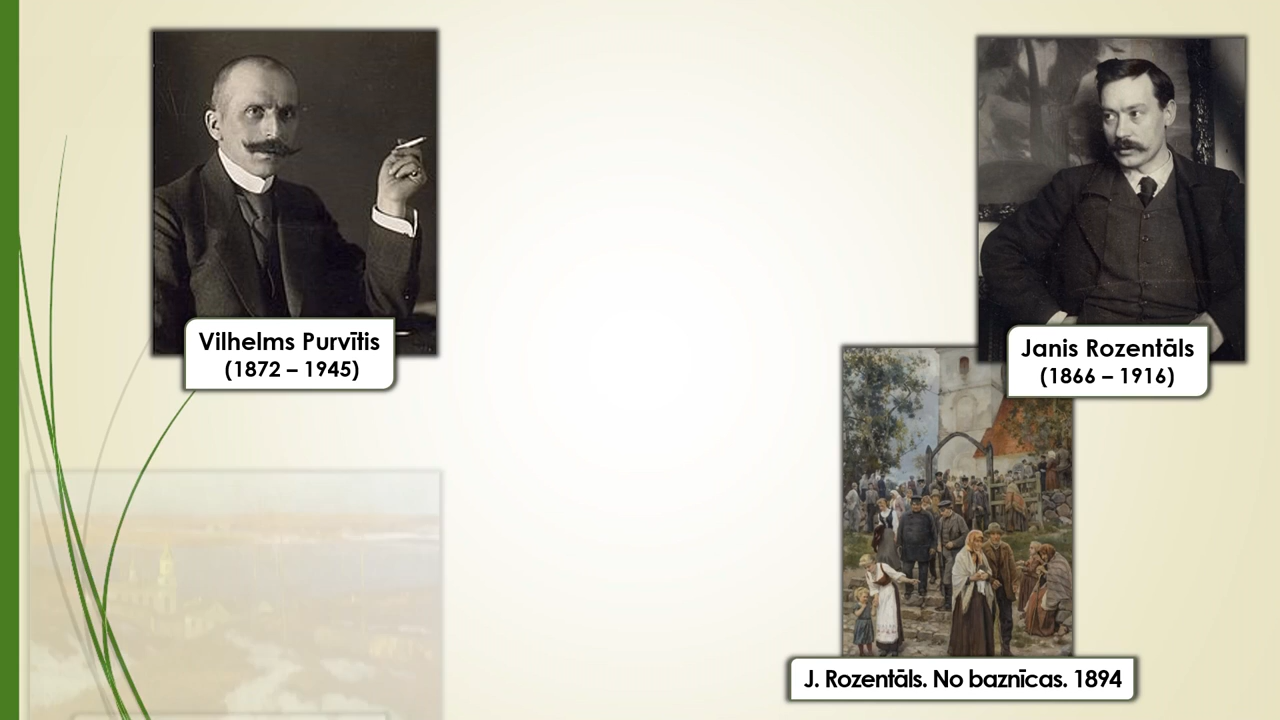 Vilhelms Purvītis
(1872 – 1945)
Janis Rozentāls
(1866 – 1916)
J. Rozentāls. No baznīcas. 1894